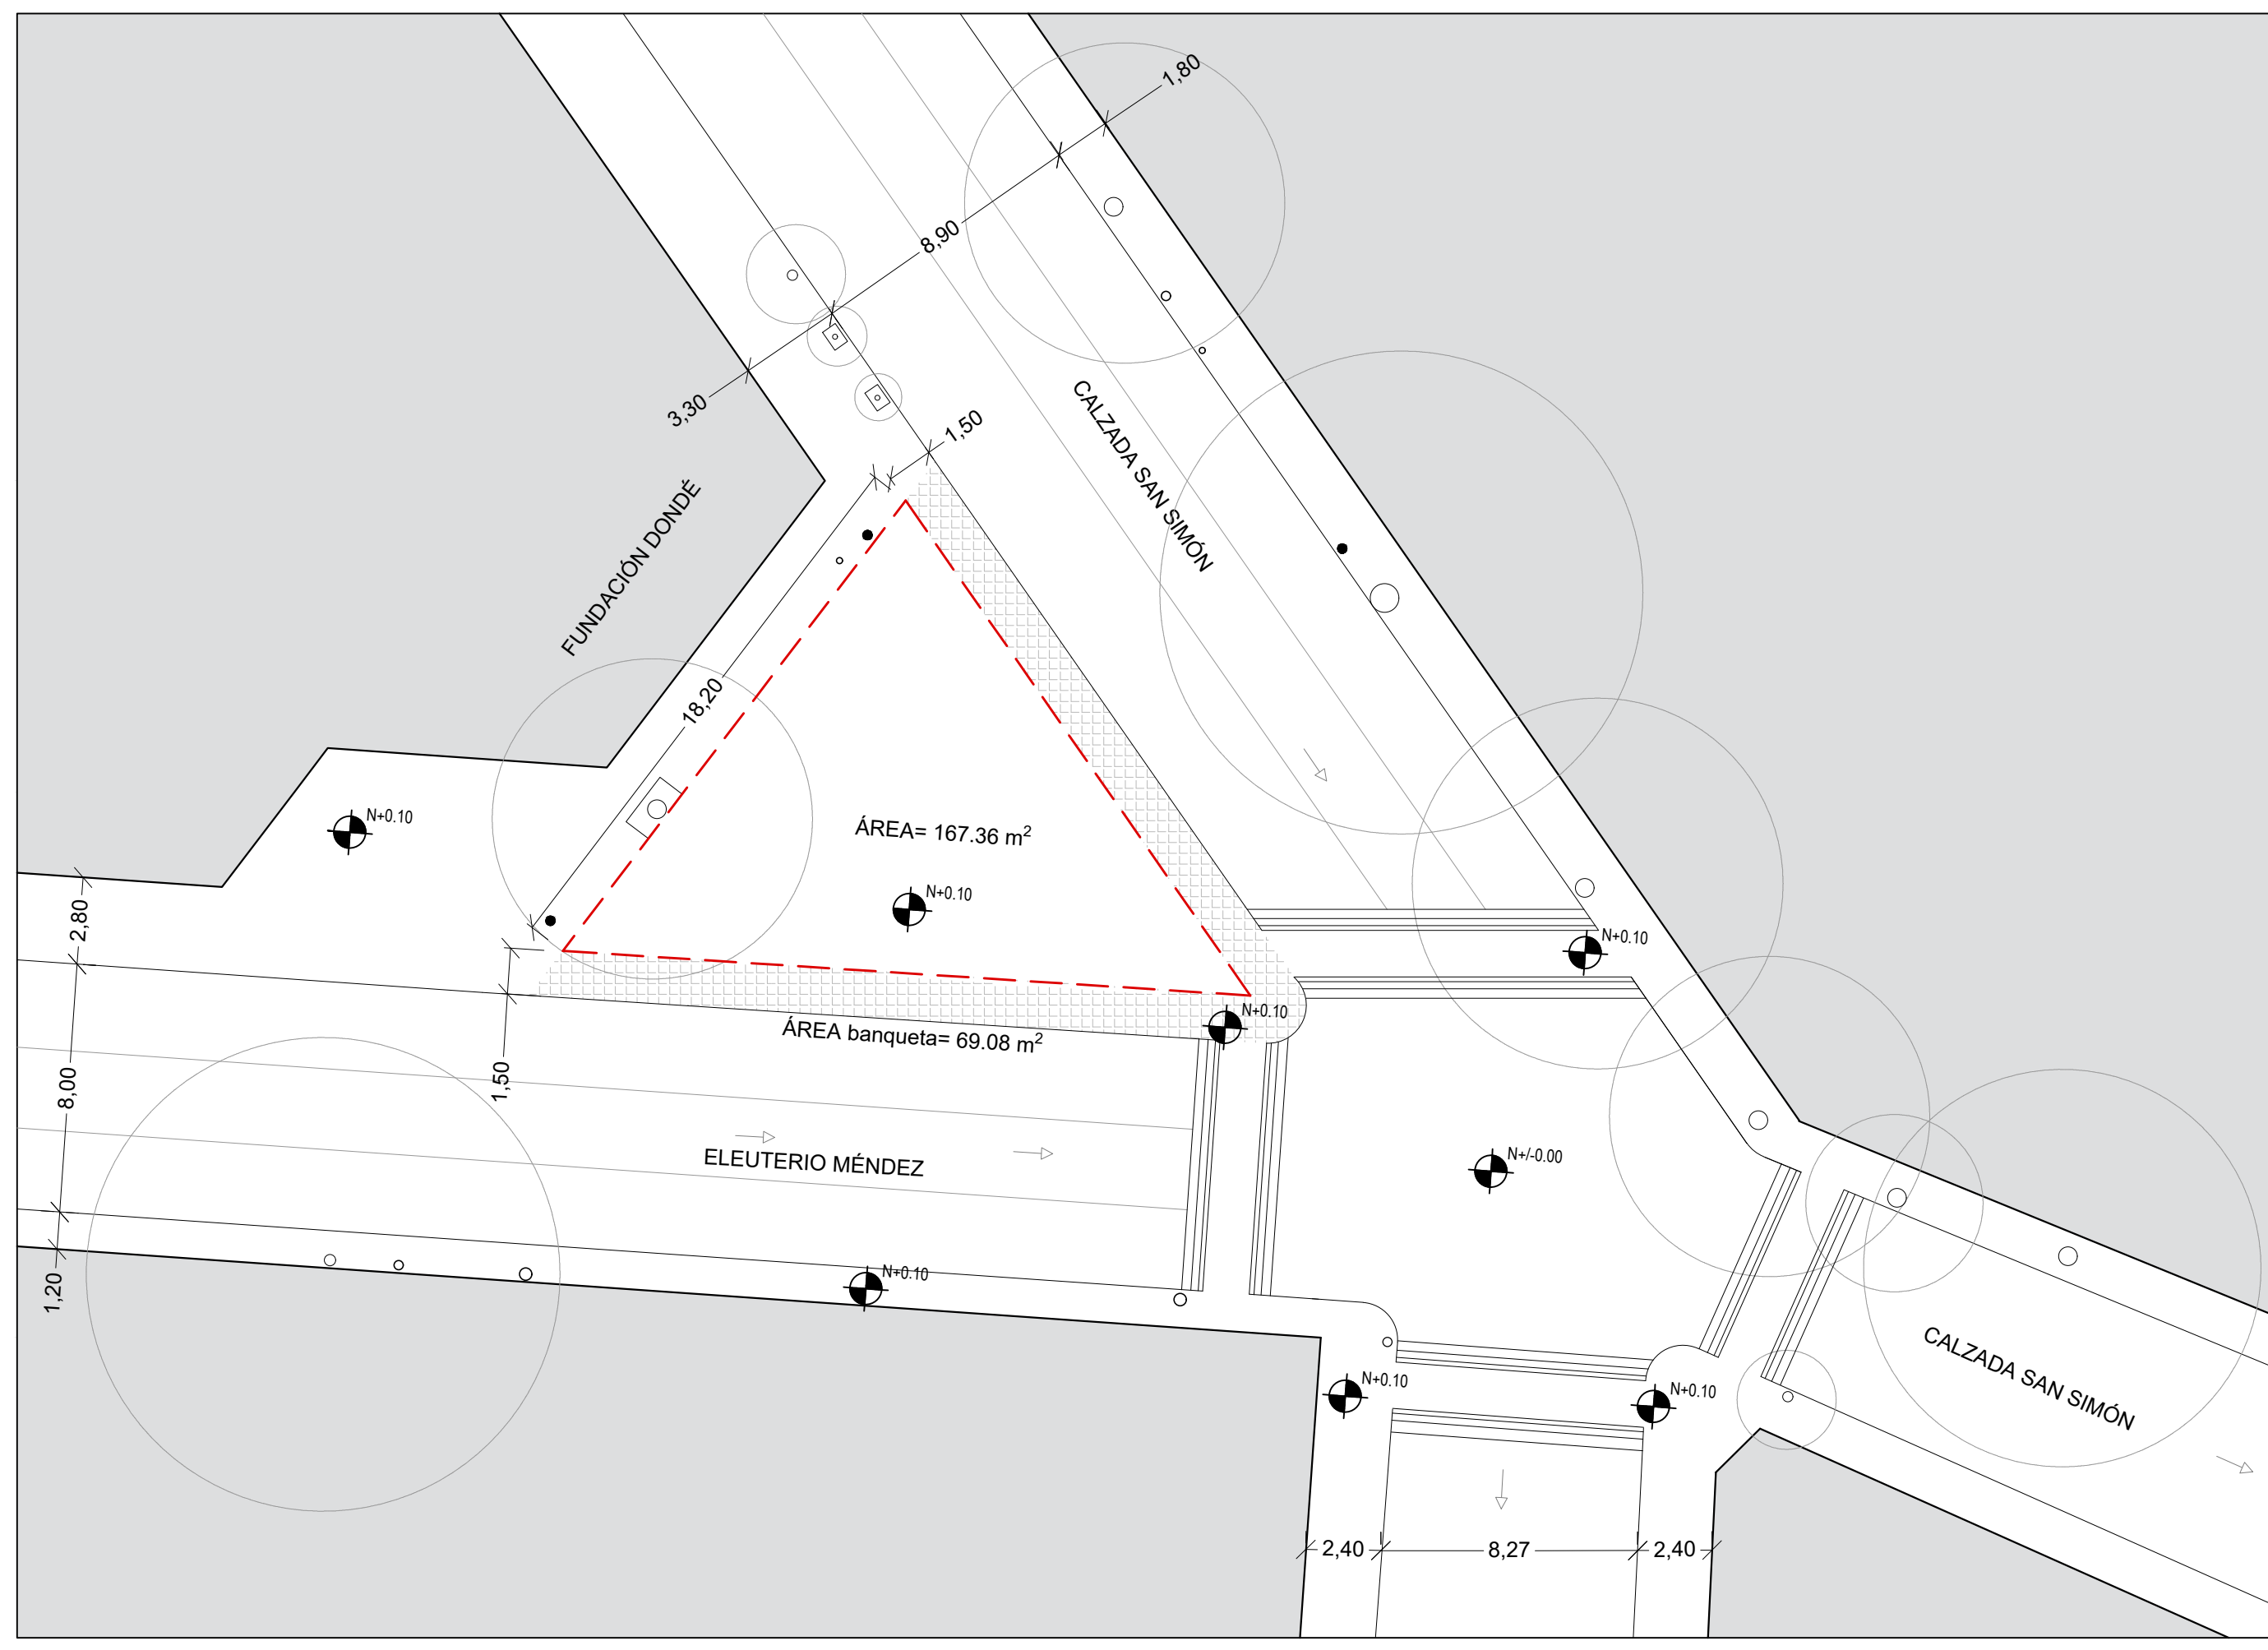 1,80
8,90
3,30
1,50
CALZADA SAN SIMÓN
FUNDACIÓN DONDÉ
18,20
N+0.10
ÁREA= 167.36 m²
N+0.10
2,80
N+0.10
N+0.10
ÁREA banqueta= 69.08 m²
1,50
8,00
ELEUTERIO MÉNDEZ
N+/-0.00
N+0.10
1,20
CALZADA SAN SIMÓN
N+0.10
N+0.10
2,40
8,27
2,40